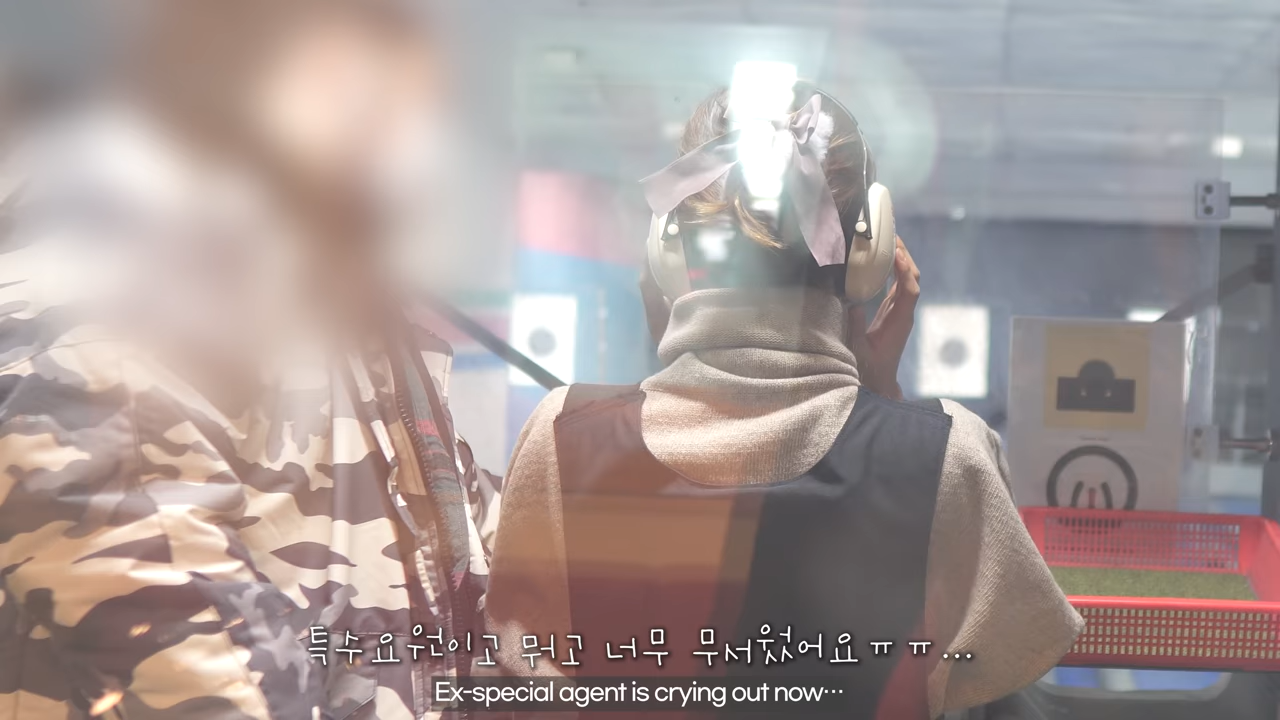 특수요원이고 뭐고 너무 무서웠어요ㅠㅠ...
Ex-special agent is crying out now…